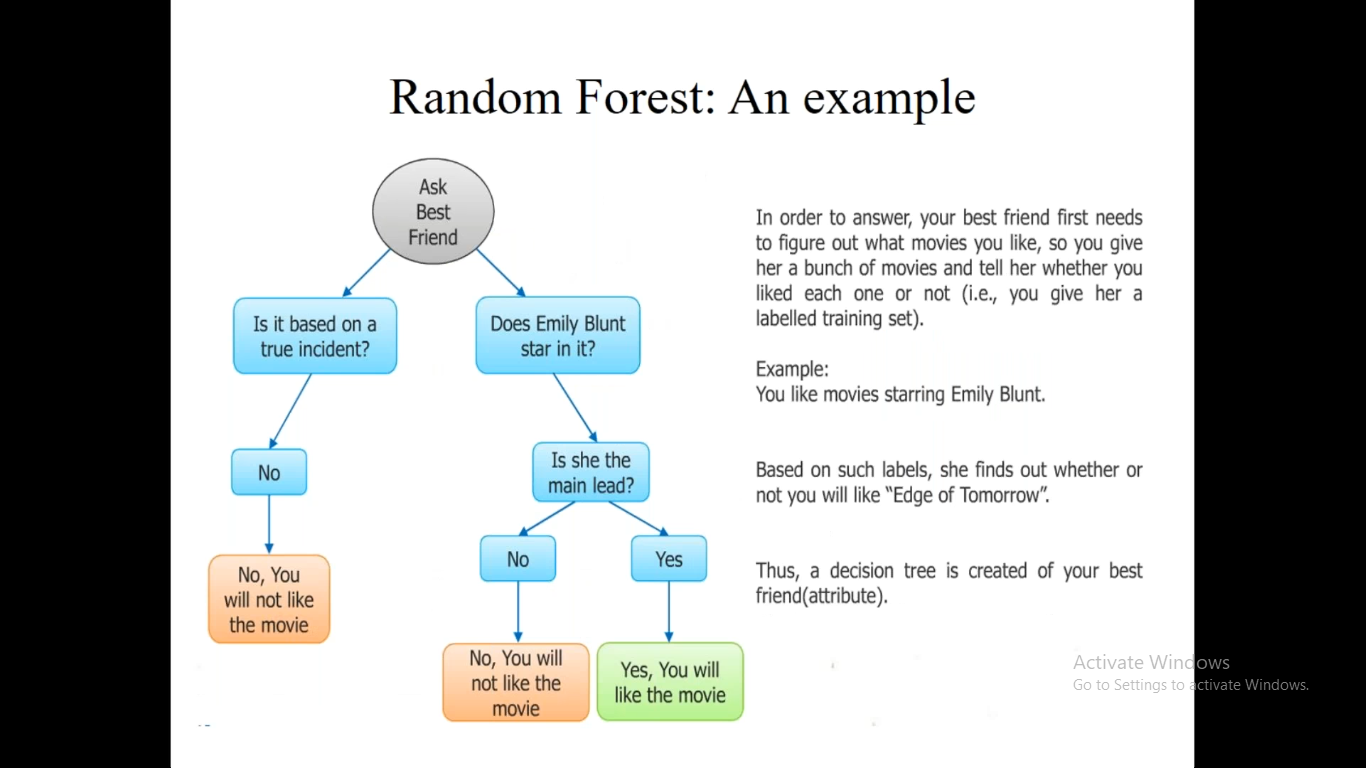 Random Forest: An example
Ask
Best
Friend
Is it based on a
true incident?
Does Emily Blunt
star in it?
No
Is she the
main lead?
No
Yes
No, You
will not like
the movie
No, You will
not like the
movie
Yes, You will
like the movie
In order to answer, your best friend first needs
to figure out what movies you like, so you give
her a bunch of movies and tell her whether you
liked each one or not (i.e., you give her a
labelled training set).
Example:
You like movies starring Emily Blunt.
Based on such labels, she finds out whether or
not you will like “Edge of Tomorrow”.
Thus, a decision tree is created of your best
friend(attribute).
Activate Windows
Go to Settings to activate Windows.